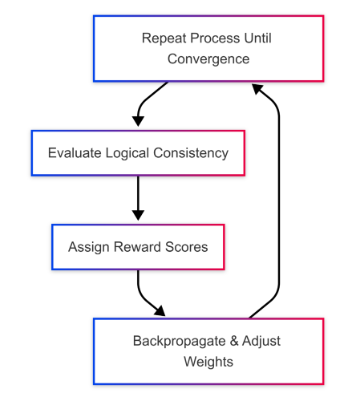 Repeat Process Until
Convergence
Evaluate Logical Consistency
Assign Reward Scores
Backpropagate & Adjust
Weights